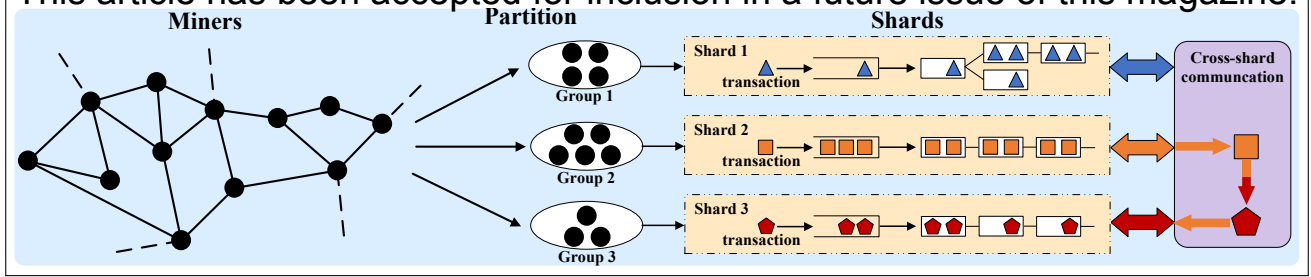 This article has been accepted for inclusion in a future issue of this magazine.
Miners
Partition
Shards
Group 1
Group 2
Group 3
Shard 1
transaction
Shard 2
transaction
Shard 3
transaction
Cross-shard
communcation